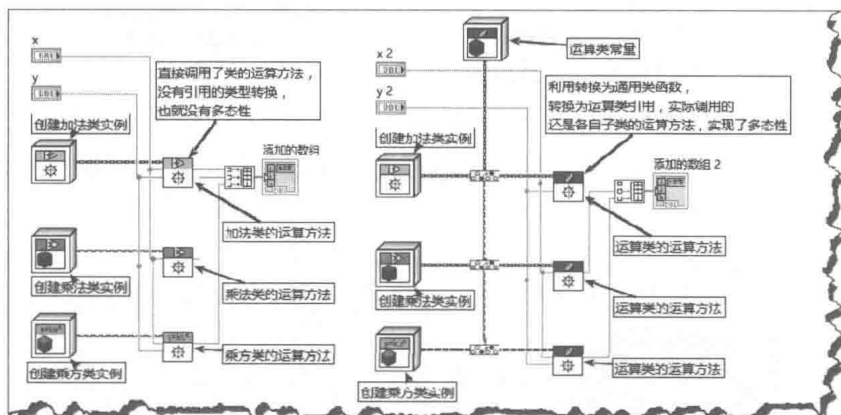 x
y
直接调用了类的运算方法，
没有引用的类型转换，
也就没有多态性
创建加法类实例
添加的数组
加法类的运算方法
创建乘法类实例
乘法类的运算方法
创建乘方类实例
乘方类的运算方法
运算类常量
x 2
y 2
利用转换为通用类函数，
转换为运算类引用，实际调用的
还是各自子类的运算方法，实现了多态性
创建加法类实例
添加的数组 2
运算类的运算方法
创建乘法类实例
运算类的运算方法
创建乘方类实例
运算类的运算方法